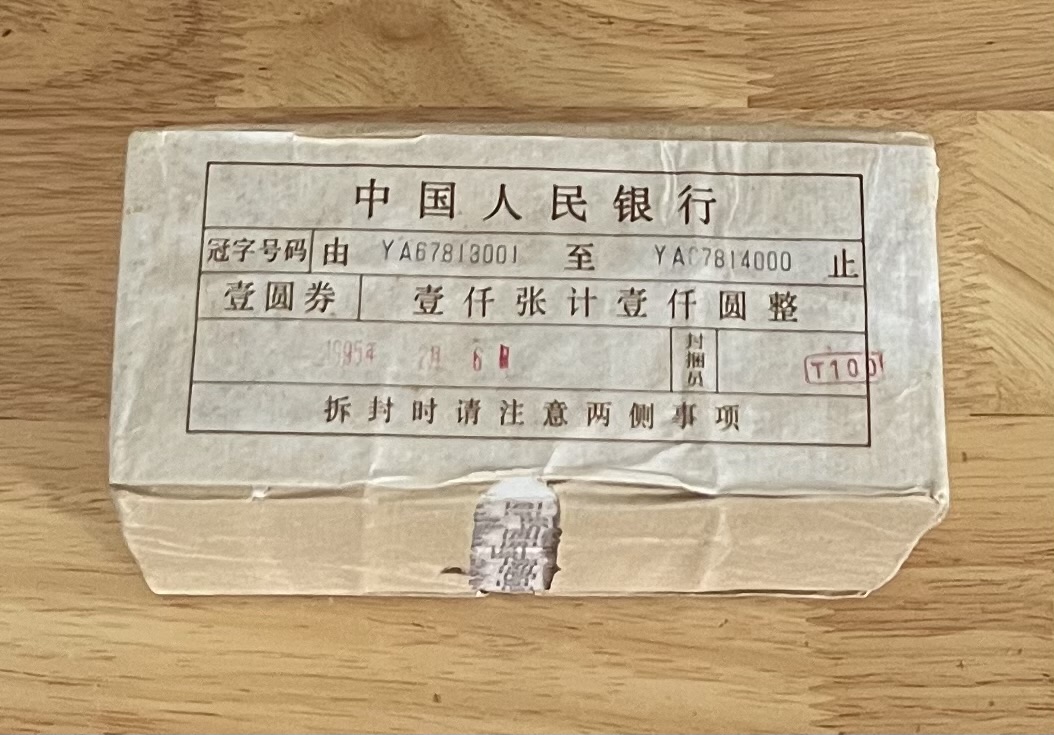 中国人民银行
冠字号码 由 YA67813001 至 YA67814000 止
壹圆券 壹仟张计壹仟圆整
1995年 2月 6日 封捆员 T100
拆封时请注意两侧事项